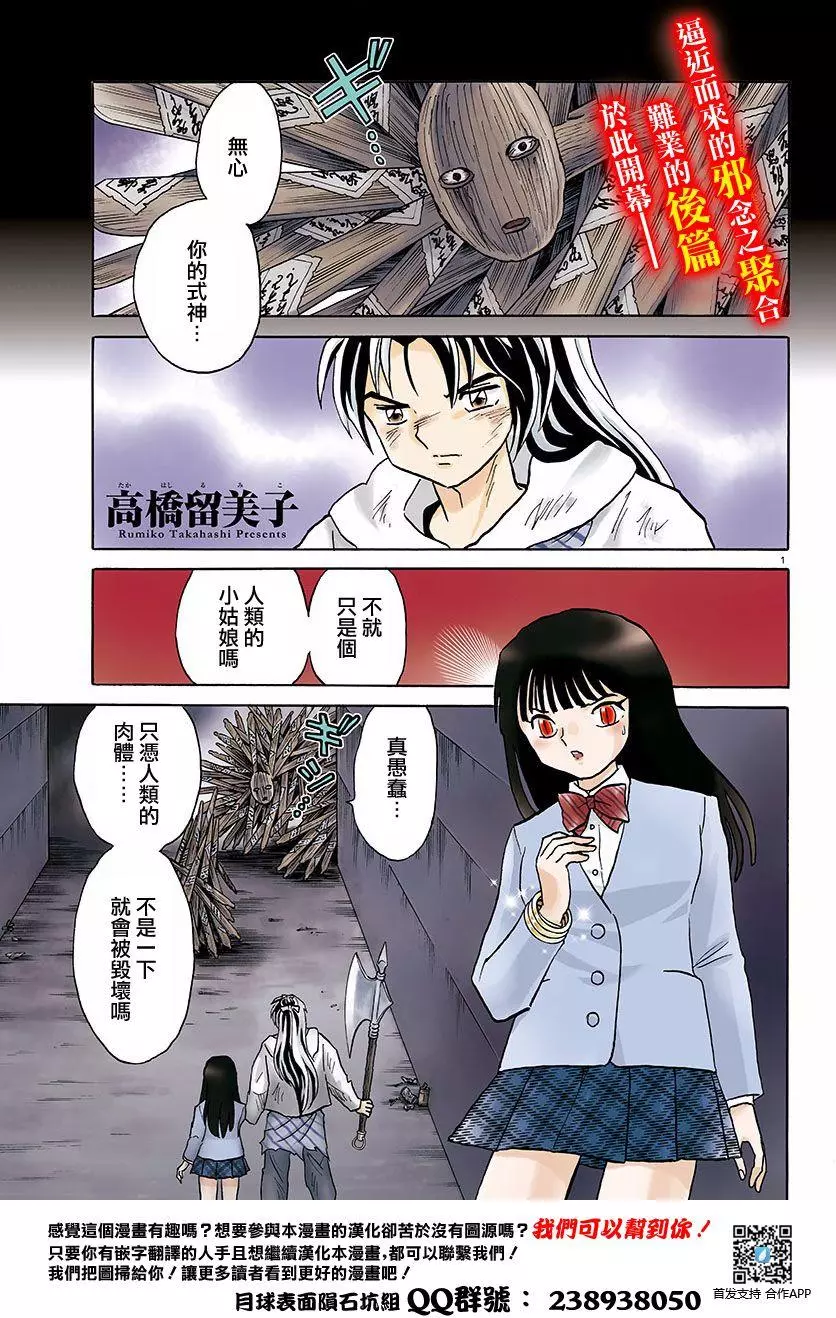 逼近而來的邪念之聚合
難業的後篇
於此開幕——
ギ
ギ
無心
你的式神…
たか はし る み こ
高橋留美子
Rumiko Takahashi Presents
1
不就
只是個
人類的
小姑娘嗎
真愚蠢…
ギ
シ
只憑人類的
肉體……
不是一下
就會被毀壞嗎
感覺這個漫畫有趣嗎？想要參與本漫畫的漢化卻苦於沒有圖源嗎？我們可以幫到你！
只要你有嵌字翻譯的人手且想繼續漢化本漫畫，都可以聯繫我們！
我們把圖掃給你！讓更多讀者看到更好的漫畫吧！
月球表面隕石坑組 QQ群號： 238938050
首发支持 合作APP